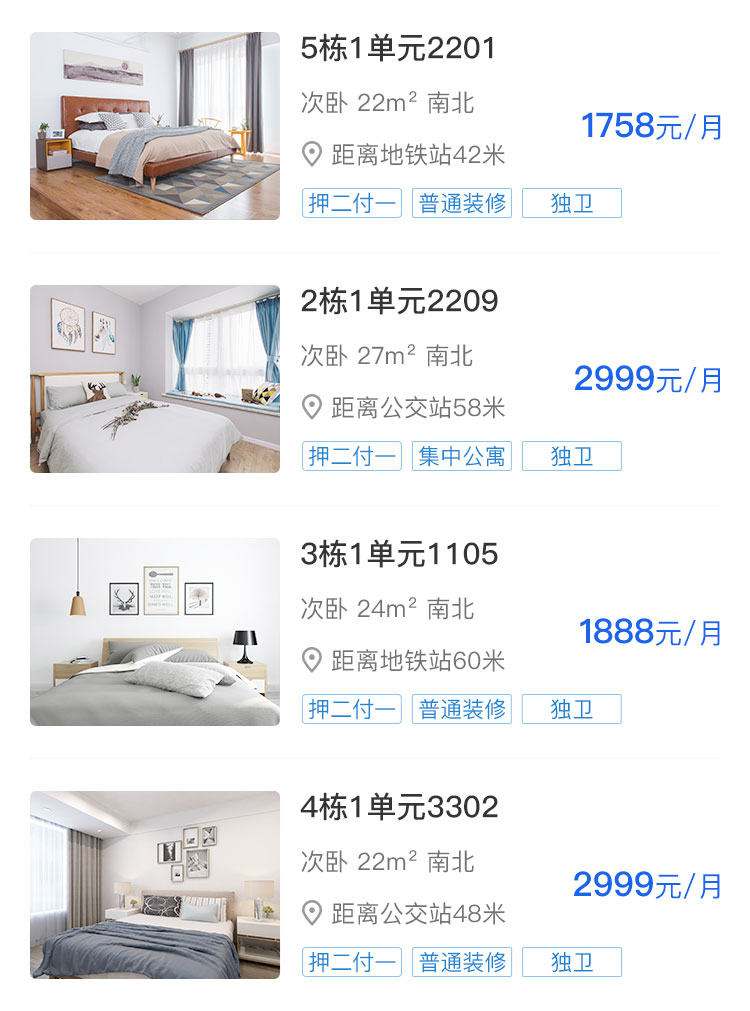 5栋1单元2201
次卧 22m² 南北
1758元/月
距离地铁站42米
押二付一 普通装修 独卫
2栋1单元2209
次卧 27m² 南北
2999元/月
距离公交站58米
押二付一 集中公寓 独卫
3栋1单元1105
次卧 24m² 南北
1888元/月
距离地铁站60米
押二付一 普通装修 独卫
4栋1单元3302
次卧 22m² 南北
2999元/月
距离公交站48米
押二付一 普通装修 独卫